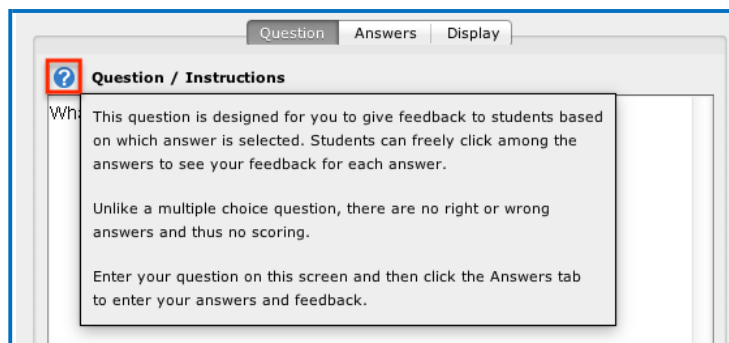 Question Answers Display
? Question / Instructions
Wh
This question is designed for you to give feedback to students based
on which answer is selected. Students can freely click among the
answers to see your feedback for each answer.
Unlike a multiple choice question, there are no right or wrong
answers and thus no scoring.
Enter your question on this screen and then click the Answers tab
to enter your answers and feedback.